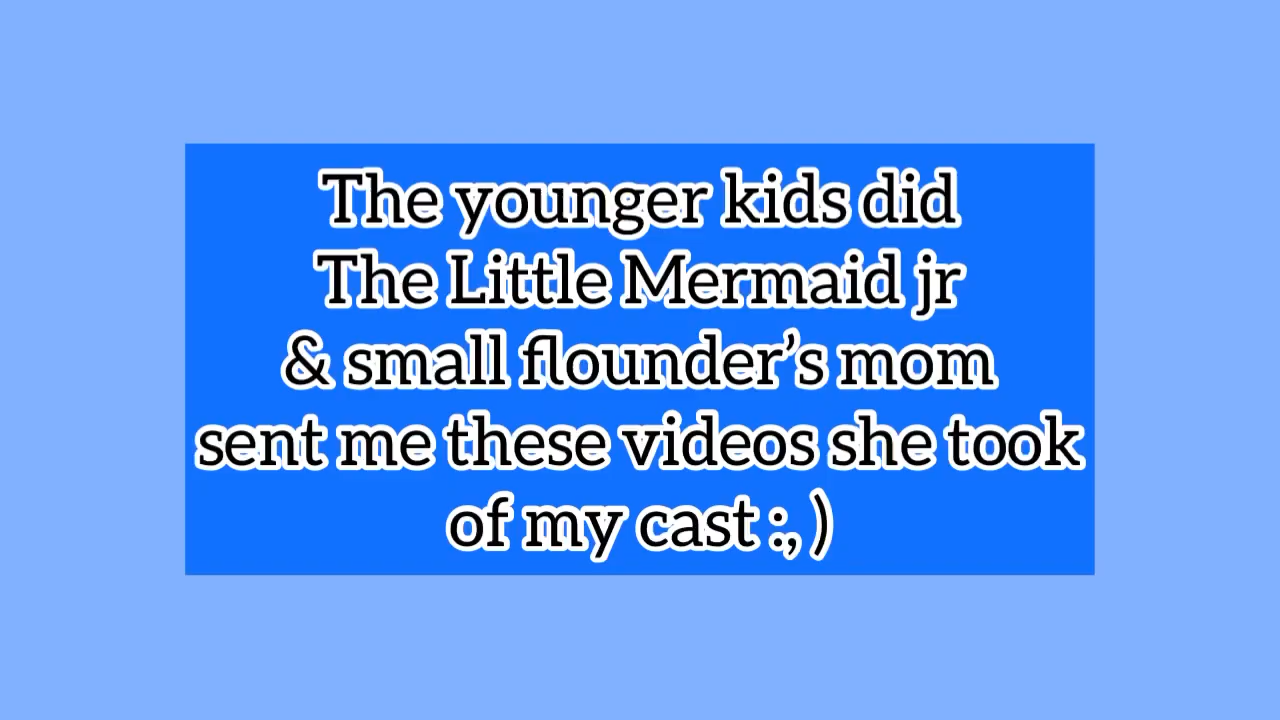 The younger kids did
The Little Mermaid jr
& small flounder’s mom
sent me these videos she took
of my cast :, )